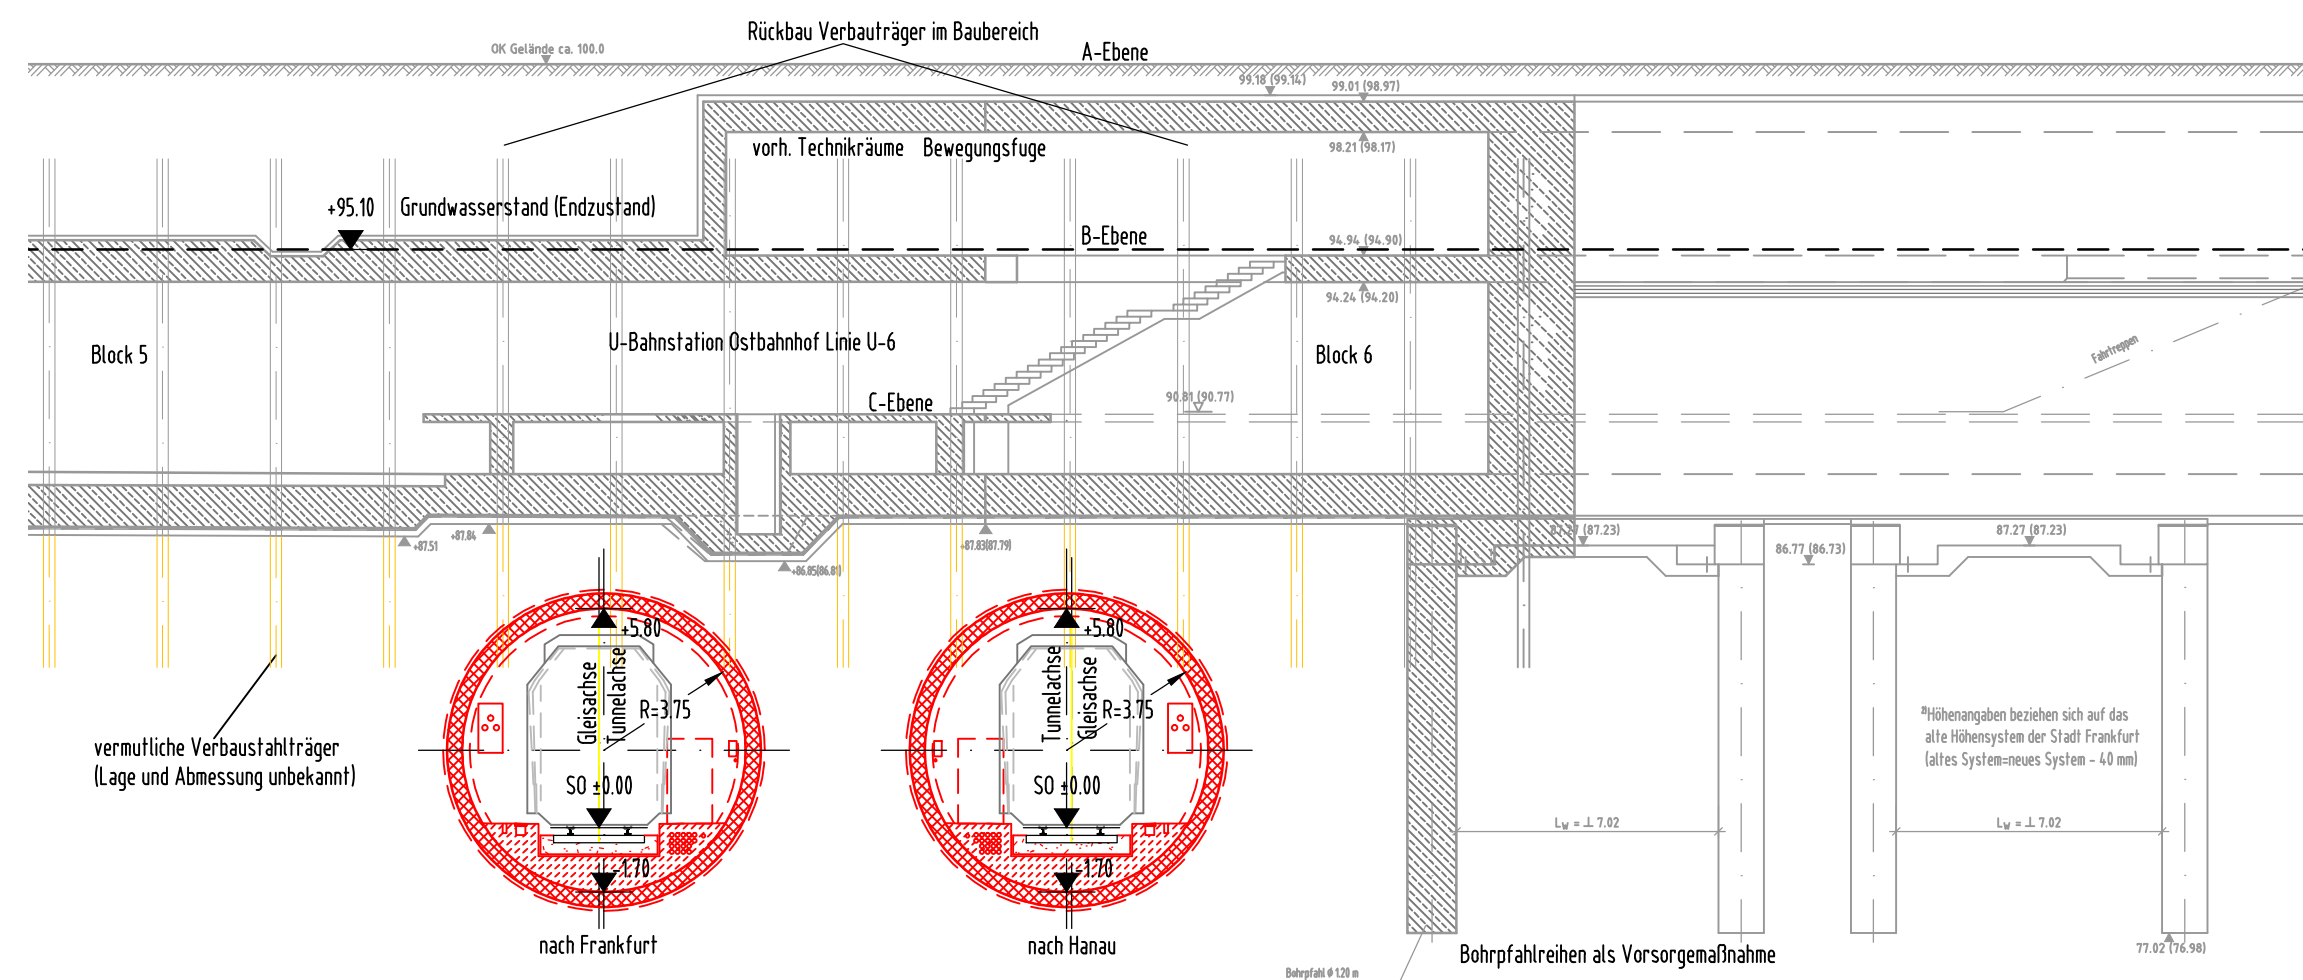 Rückbau Verbauträger im Baubereich
OK Gelände ca. 100.0
A-Ebene
99.18 (99.14)
99.01 (98.97)
vorh. Technikräume
Bewegungsfuge
98.21 (98.17)
+95.10
Grundwasserstand (Endzustand)
B-Ebene
94.94 (94.90)
94.24 (94.20)
U-Bahnstation Ostbahnhof Linie U-6
Block 5
Block 6
Fahrtreppen
C-Ebene
90.81 (90.77)
+87.84
+87.51
+87.83(87.79)
+86.85(86.81)
87.27 (87.23)
86.77 (86.73)
87.27 (87.23)
+5.80
+5.80
Gleisachse
Tunnelachse
Tunnelachse
Gleisachse
R=3.75
R=3.75
vermutliche Verbaustahlträger
(Lage und Abmessung unbekannt)
²⁾Höhenangaben beziehen sich auf das
alte Höhensystem der Stadt Frankfurt
(altes System=neues System - 40 mm)
SO ±0.00
SO ±0.00
LW = ⊥ 7.02
LW = ⊥ 7.02
-1.70
-1.70
nach Frankfurt
nach Hanau
Bohrpfahlreihen als Vorsorgemaßnahme
77.02 (76.98)
Bohrpfahl ø 1.20 m